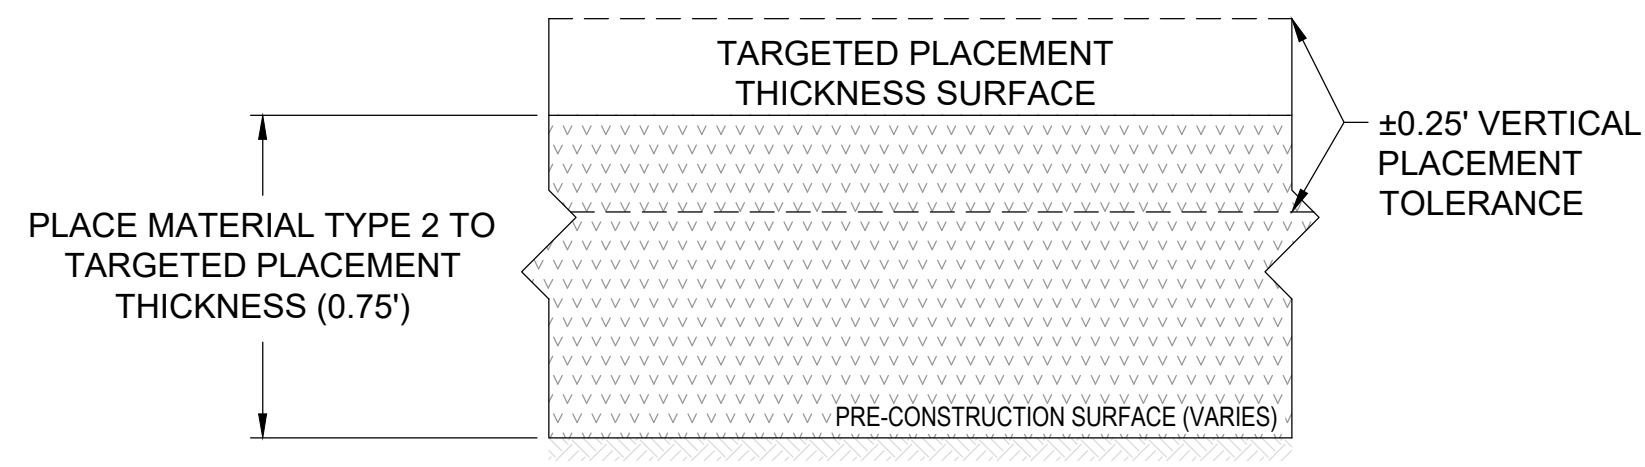 TARGETED PLACEMENT
THICKNESS SURFACE
±0.25' VERTICAL
PLACEMENT
TOLERANCE
PLACE MATERIAL TYPE 2 TO
TARGETED PLACEMENT
THICKNESS (0.75')
PRE-CONSTRUCTION SURFACE (VARIES)